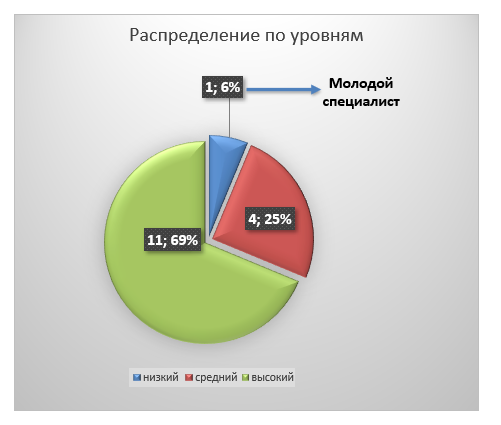 Распределение по уровням
1; 6%
Молодой
специалист
4; 25%
11; 69%
низкий средний высокий